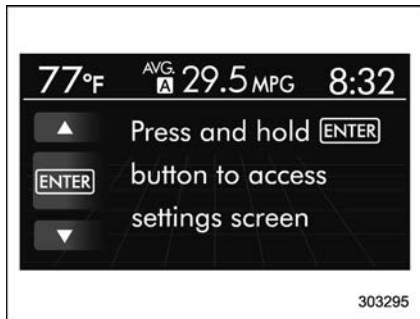 77°F AVG. A 29.5 MPG 8:32
Press and hold ENTER
ENTER button to access
settings screen
303295